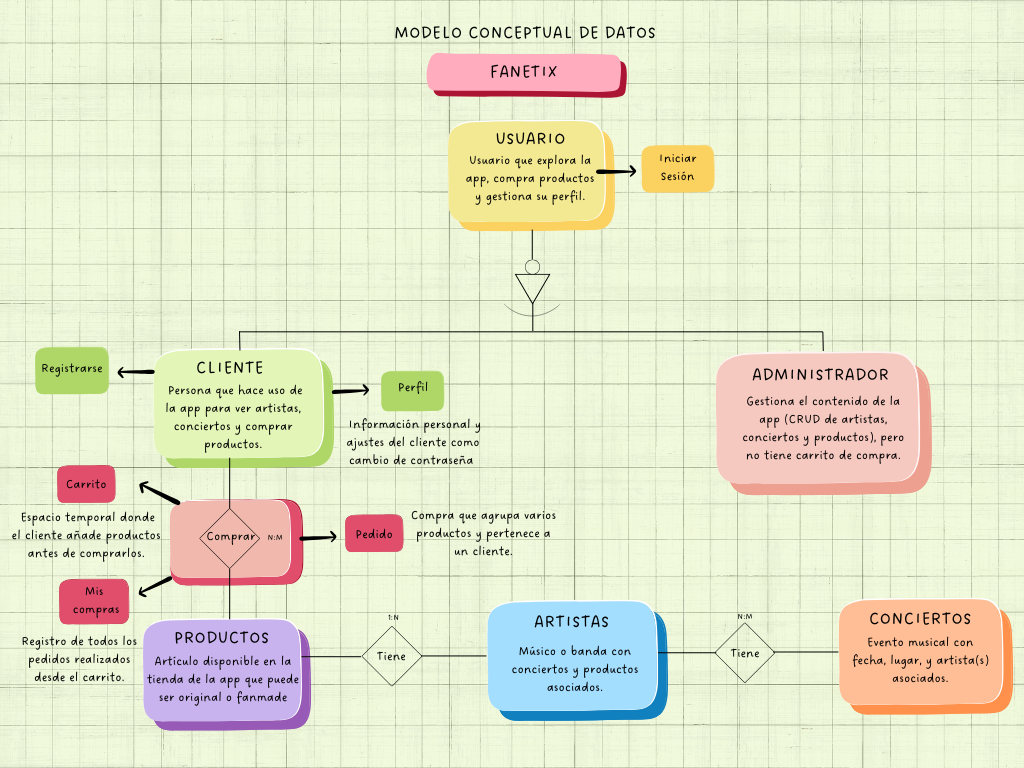 MODELO CONCEPTUAL DE DATOS
FANETIX
USUARIO
Usuario que explora la
app, compra productos
y gestiona su perfil.
Iniciar
Sesión
Registrarse
CLIENTE
Persona que hace uso de
la app para ver artistas,
conciertos y comprar
productos.
Perfil
Información personal y
ajustes del cliente como
cambio de contraseña
ADMINISTRADOR
Gestiona el contenido de la
app (CRUD de artistas,
conciertos y productos), pero
no tiene carrito de compra.
Carrito
Espacio temporal donde
el cliente añade productos
antes de comprarlos.
Comprar
N:M
Pedido
Compra que agrupa varios
productos y pertenece a
un cliente.
Mis
compras
Registro de todos los
pedidos realizados
desde el carrito.
PRODUCTOS
Artículo disponible en la
tienda de la app que puede
ser original o fanmade
1:N
Tiene
ARTISTAS
Músico o banda con
conciertos y productos
asociados.
N:M
Tiene
CONCIERTOS
Evento musical con
fecha, lugar, y artista(s)
asociados.